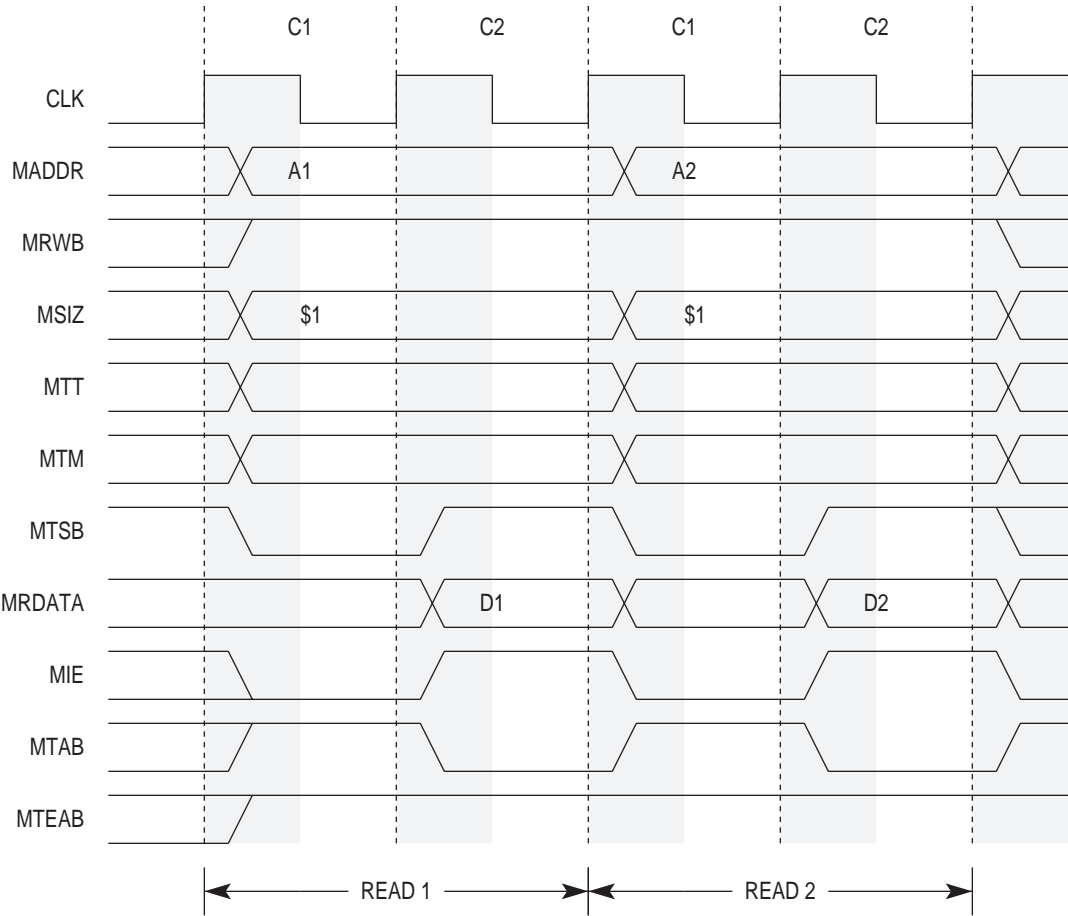 C1 C2 C1 C2
CLK
MADDR A1 A2
MRWB
MSIZ $1 $1
MTT
MTM
MTSB
MRDATA D1 D2
MIE
MTAB
MTEAB
READ 1 READ 2